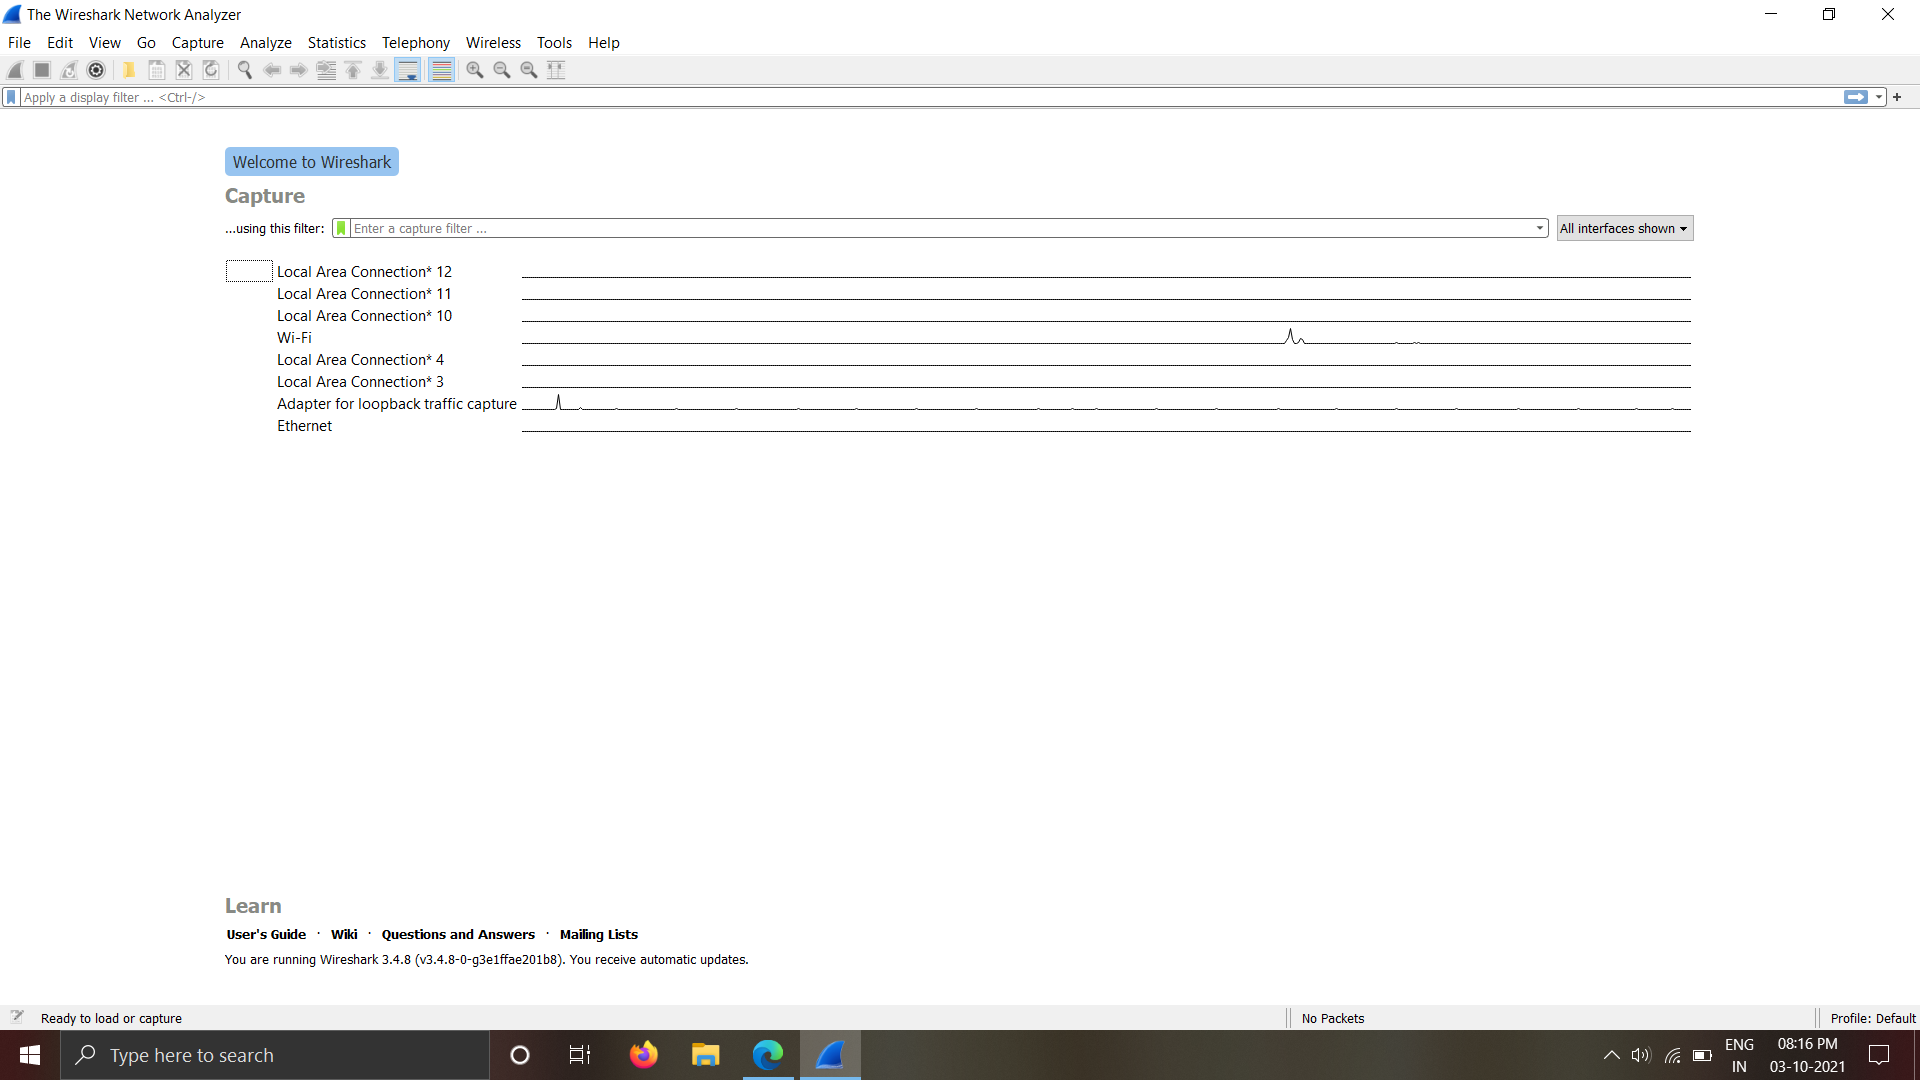 The Wireshark Network Analyzer
File Edit View Go Capture Analyze Statistics Telephony Wireless Tools Help
Apply a display filter ... <Ctrl-/>
+
Welcome to Wireshark
Capture
...using this filter: Enter a capture filter ... All interfaces shown
Local Area Connection* 12
Local Area Connection* 11
Local Area Connection* 10
Wi-Fi
Local Area Connection* 4
Local Area Connection* 3
Adapter for loopback traffic capture
Ethernet
Learn
User's Guide · Wiki · Questions and Answers · Mailing Lists
You are running Wireshark 3.4.8 (v3.4.8-0-g3e1ffae201b8). You receive automatic updates.
Ready to load or capture No Packets Profile: Default
Type here to search
ENG 08:16 PM
IN 03-10-2021